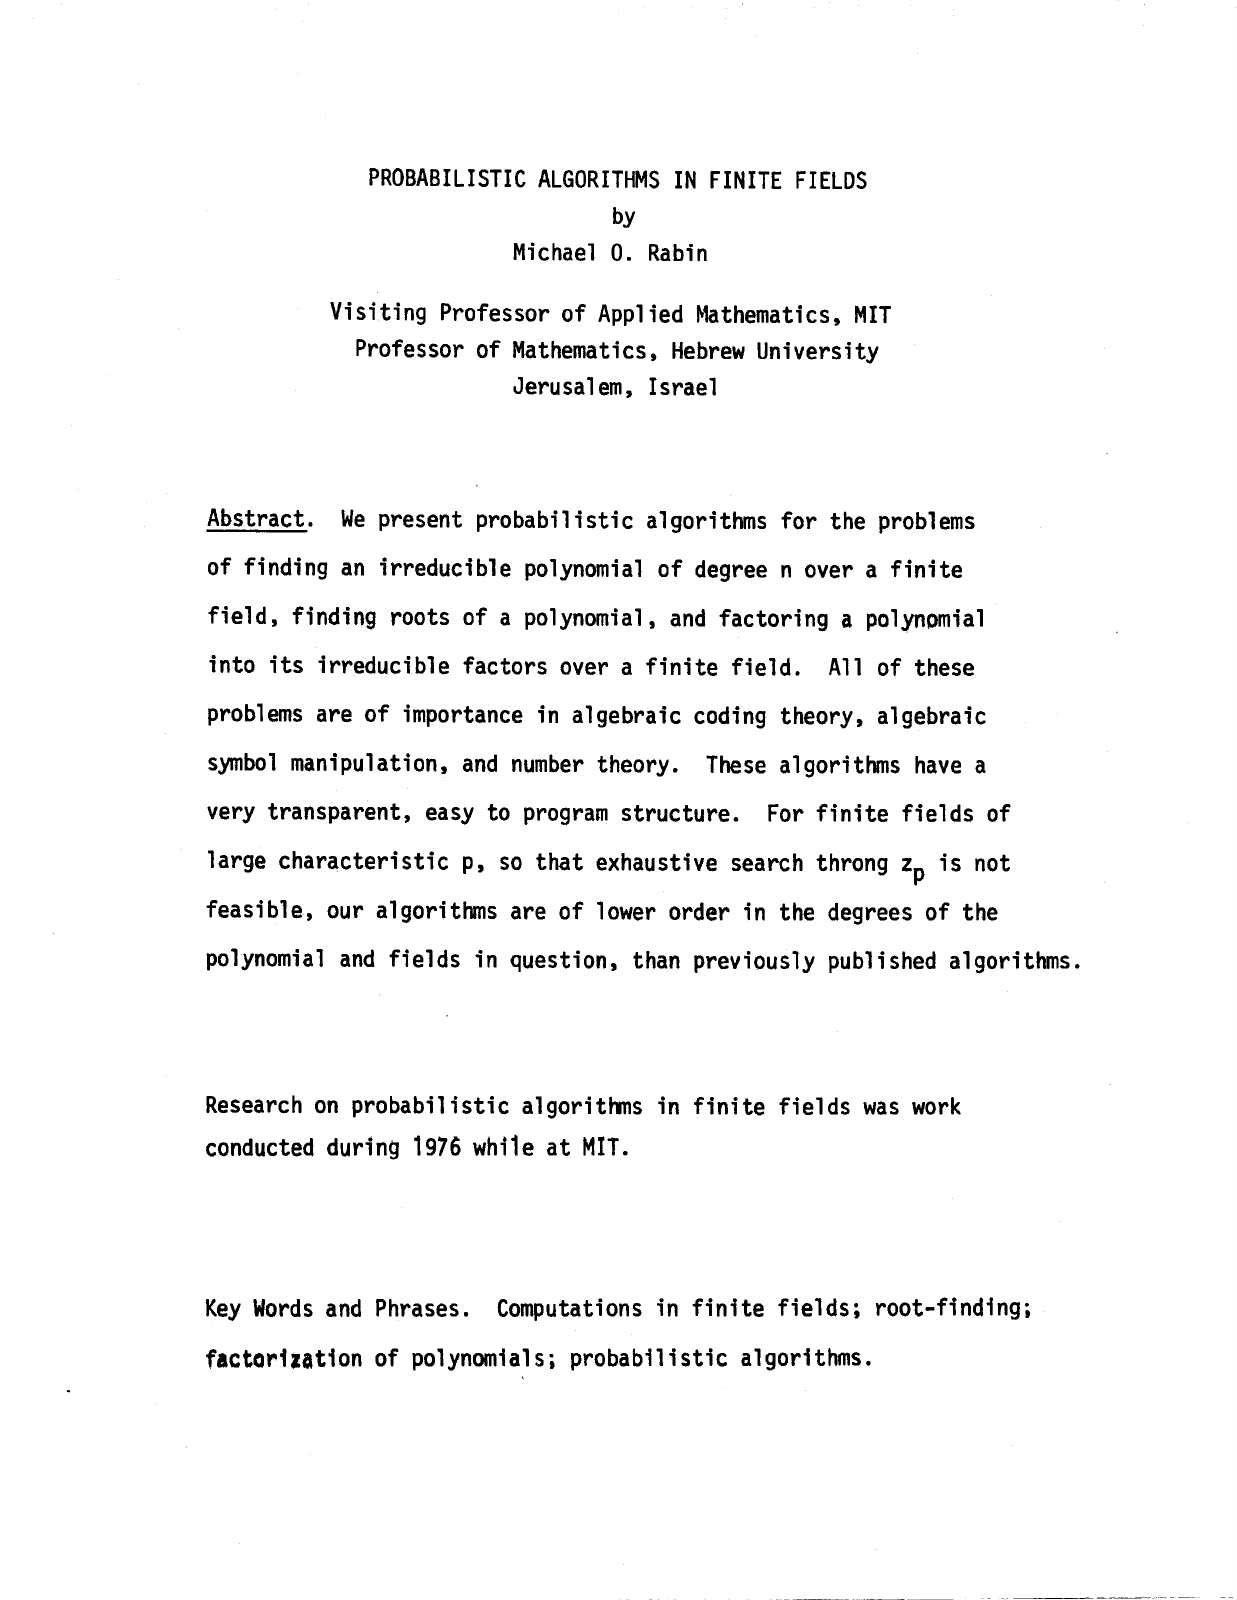 PROBABILISTIC ALGORITHMS IN FINITE FIELDS
by
Michael O. Rabin
Visiting Professor of Applied Mathematics, MIT
Professor of Mathematics, Hebrew University
Jerusalem, Israel
Abstract. We present probabilistic algorithms for the problems
of finding an irreducible polynomial of degree n over a finite
field, finding roots of a polynomial, and factoring a polynomial
into its irreducible factors over a finite field. All of these
problems are of importance in algebraic coding theory, algebraic
symbol manipulation, and number theory. These algorithms have a
very transparent, easy to program structure. For finite fields of
large characteristic p, so that exhaustive search throng z_p is not
feasible, our algorithms are of lower order in the degrees of the
polynomial and fields in question, than previously published algorithms.
Research on probabilistic algorithms in finite fields was work
conducted during 1976 while at MIT.
Key Words and Phrases. Computations in finite fields; root-finding;
factorization of polynomials; probabilistic algorithms.